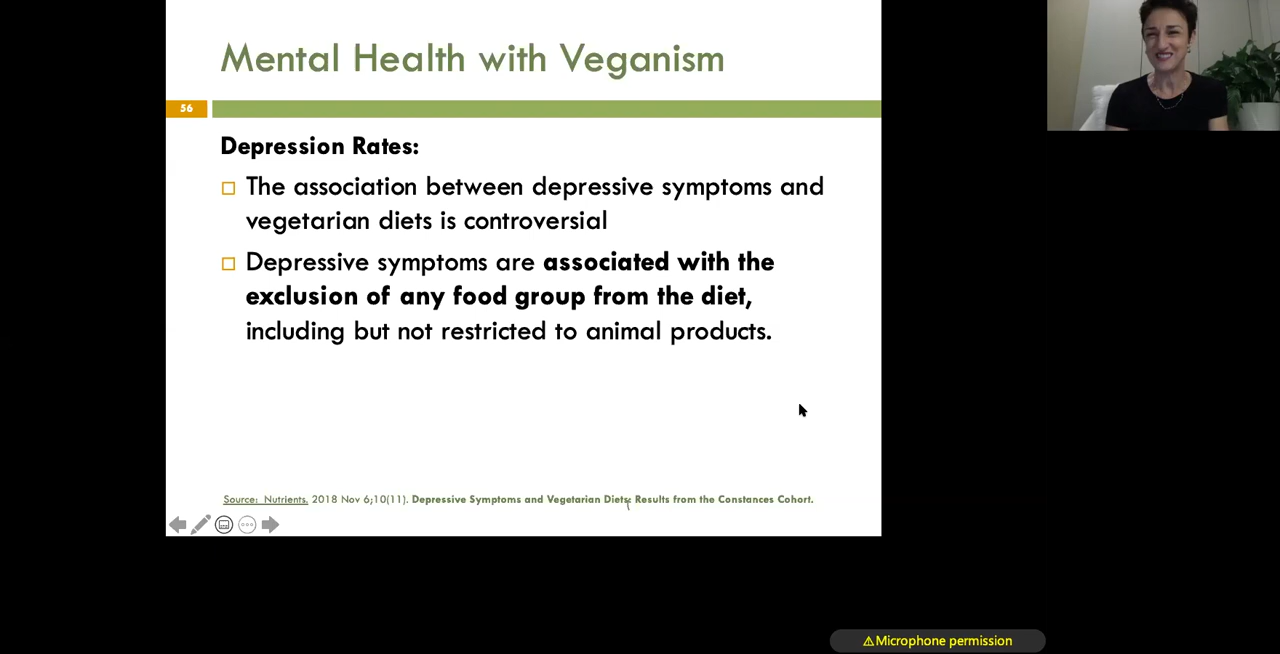 Mental Health with Veganism
56
Depression Rates:
The association between depressive symptoms and
vegetarian diets is controversial
Depressive symptoms are associated with the
exclusion of any food group from the diet,
including but not restricted to animal products.
Source: Nutrients. 2018 Nov 6;10(11). Depressive Symptoms and Vegetarian Diets: Results from the Constances Cohort.
Microphone permission